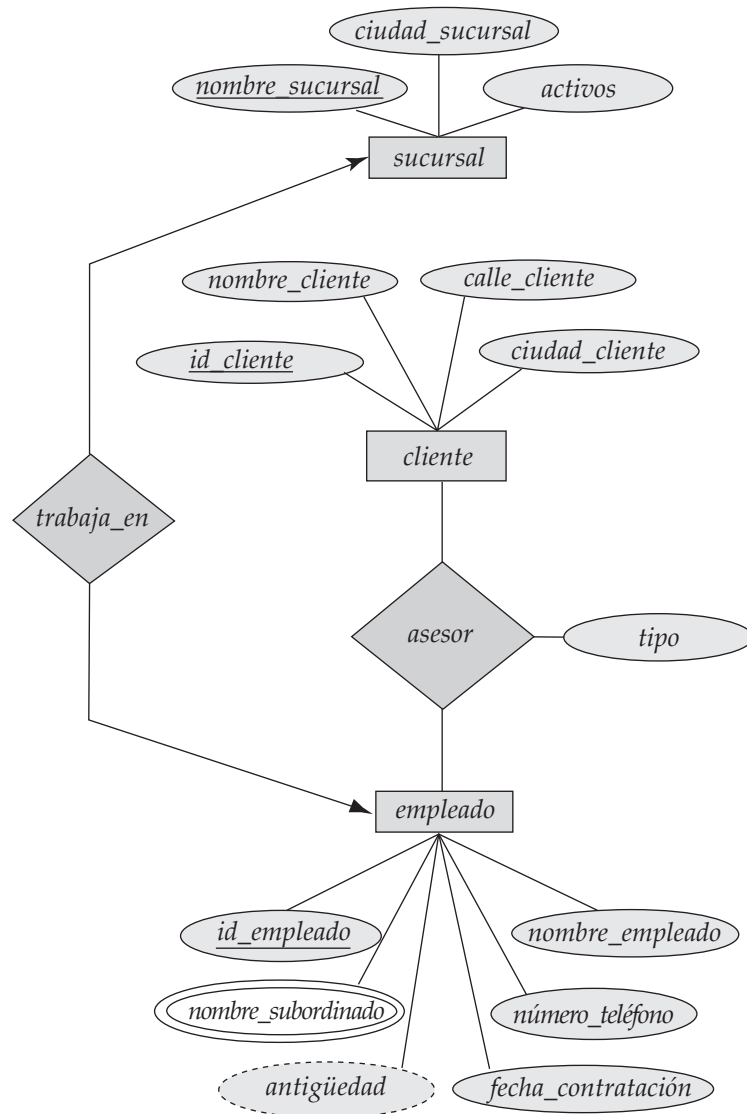 ciudad_sucursal
nombre_sucursal
activos
sucursal
nombre_cliente
calle_cliente
id_cliente
ciudad_cliente
cliente
trabaja_en
asesor
tipo
empleado
id_empleado
nombre_empleado
nombre_subordinado
número_teléfono
antigüedad
fecha_contratación